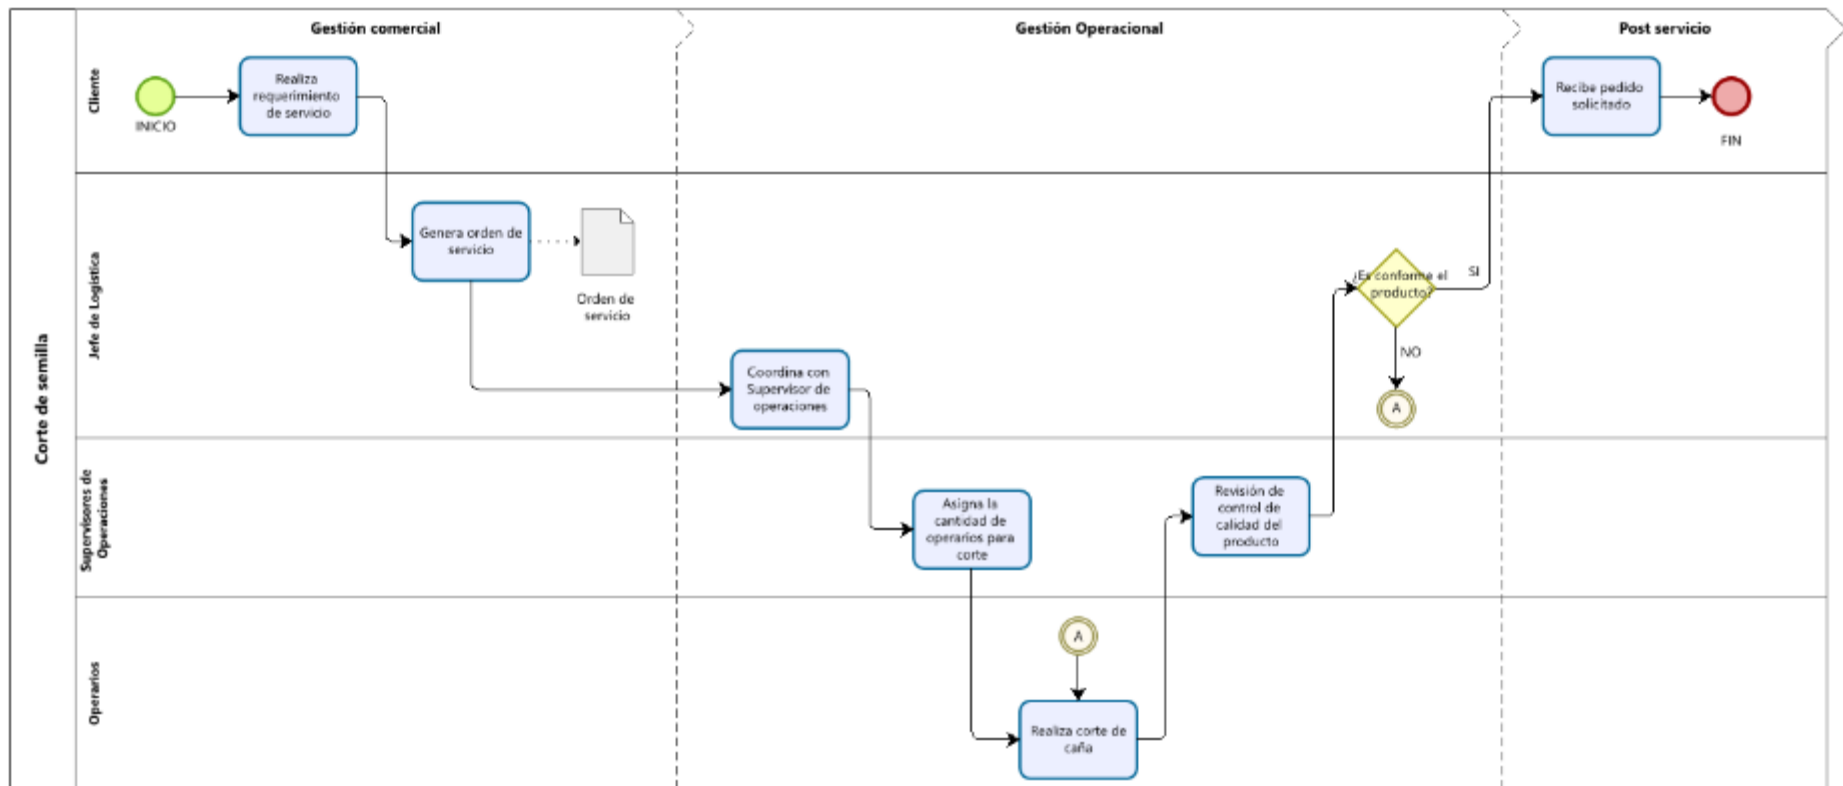 Gestión comercial
Gestión Operacional
Post servicio
Corte de semilla
Cliente
INICIO
Realiza
requerimiento
de servicio
Recibe pedido
solicitado
FIN
Jefe de Logística
Genera orden de
servicio
Orden de
servicio
Coordina con
Supervisor de
operaciones
¿Es conforme el
producto?
SI
NO
A
Supervisores de
Operaciones
Asigna la
cantidad de
operarios para
corte
Revisión de
control de
calidad del
producto
Operarios
A
Realiza corte de
caña